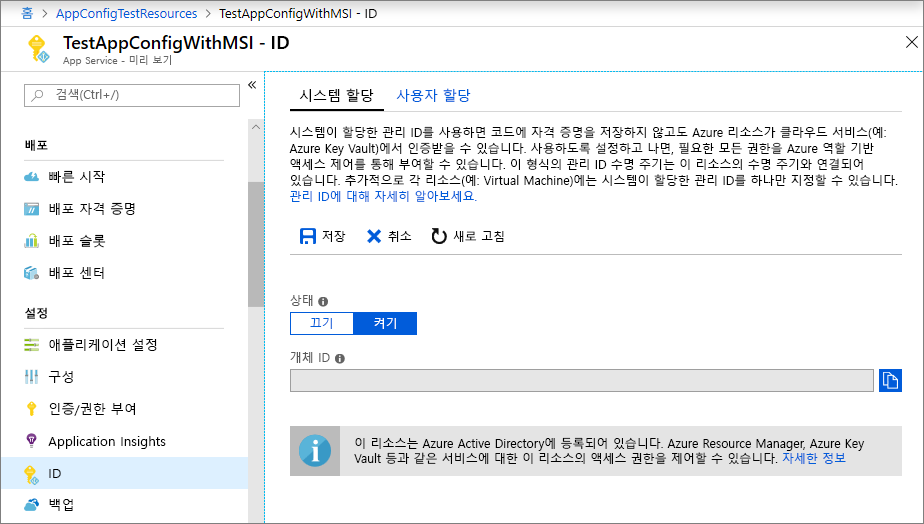 홈 > AppConfigTestResources > TestAppConfigWithMSI - ID
TestAppConfigWithMSI - ID
App Service - 미리 보기
검색(Ctrl+/)
배포
빠른 시작
배포 자격 증명
배포 슬롯
배포 센터
설정
애플리케이션 설정
구성
인증/권한 부여
Application Insights
ID
백업
시스템 할당 사용자 할당
시스템이 할당한 관리 ID를 사용하면 코드에 자격 증명을 저장하지 않고도 Azure 리소스가 클라우드 서비스(예:
Azure Key Vault)에서 인증받을 수 있습니다. 사용하도록 설정하고 나면, 필요한 모든 권한을 Azure 역할 기반
액세스 제어를 통해 부여할 수 있습니다. 이 형식의 관리 ID 수명 주기는 이 리소스의 수명 주기와 연결되어
있습니다. 추가적으로 각 리소스(예: Virtual Machine)에는 시스템이 할당한 관리 ID를 하나만 지정할 수 있습니다.
관리 ID에 대해 자세히 알아보세요.
저장 취소 새로 고침
상태
끄기 켜기
개체 ID
이 리소스는 Azure Active Directory에 등록되어 있습니다. Azure Resource Manager, Azure Key
Vault 등과 같은 서비스에 대한 이 리소스의 액세스 권한을 제어할 수 있습니다. 자세한 정보